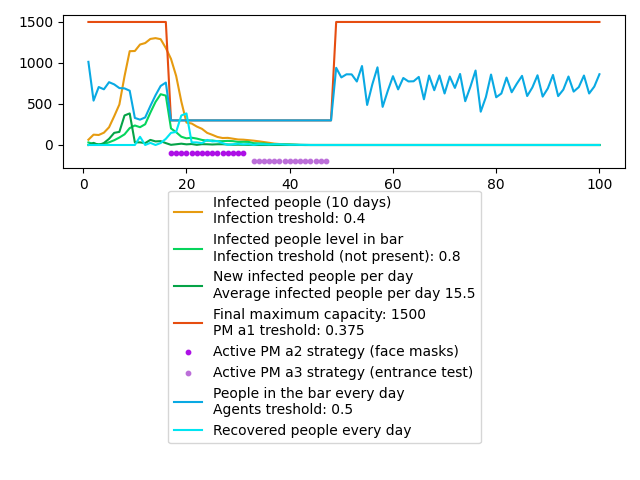 1500
1000
500
0
0
20
40
60
80
100
Infected people (10 days)
Infection treshold: 0.4
Infected people level in bar
Infection treshold (not present): 0.8
New infected people per day
Average infected people per day 15.5
Final maximum capacity: 1500
PM a1 treshold: 0.375
Active PM a2 strategy (face masks)
Active PM a3 strategy (entrance test)
People in the bar every day
Agents treshold: 0.5
Recovered people every day